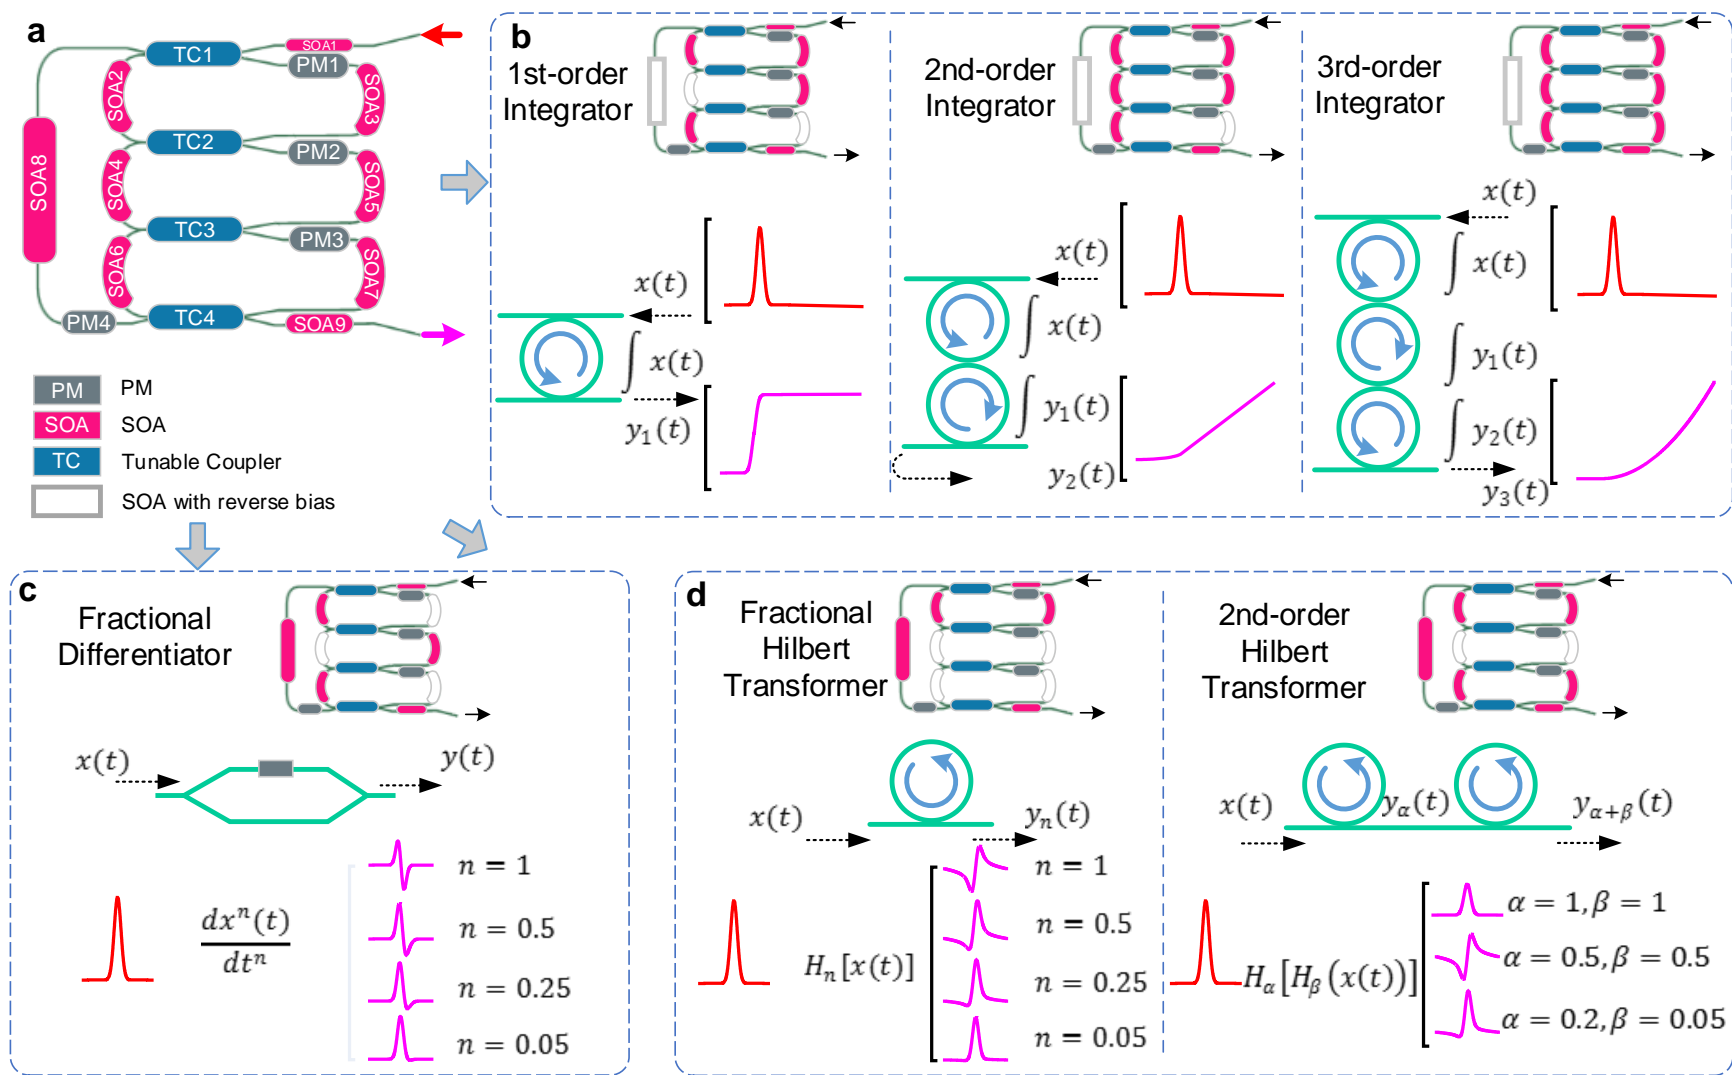 a
TC1
SOA1
PM1
SOA2
SOA3
TC2
PM2
SOA8
SOA4
SOA5
TC3
PM3
SOA6
SOA7
PM4
TC4
SOA9
PM PM
SOA SOA
TC Tunable Coupler
SOA with reverse bias
b
1st-order
Integrator
x(t)
∫ x(t)
y₁(t)
2nd-order
Integrator
x(t)
∫ x(t)
∫ y₁(t)
y₂(t)
3rd-order
Integrator
x(t)
∫ x(t)
∫ y₁(t)
∫ y₂(t)
y₃(t)
c
Fractional
Differentiator
x(t)
y(t)
dxⁿ(t)
dtⁿ
n = 1
n = 0.5
n = 0.25
n = 0.05
d
Fractional
Hilbert
Transformer
x(t)
yₙ(t)
Hₙ[x(t)]
n = 1
n = 0.5
n = 0.25
n = 0.05
2nd-order
Hilbert
Transformer
x(t)
y_α(t)
y_{α+β}(t)
H_α[H_β(x(t))]
α = 1, β = 1
α = 0.5, β = 0.5
α = 0.2, β = 0.05